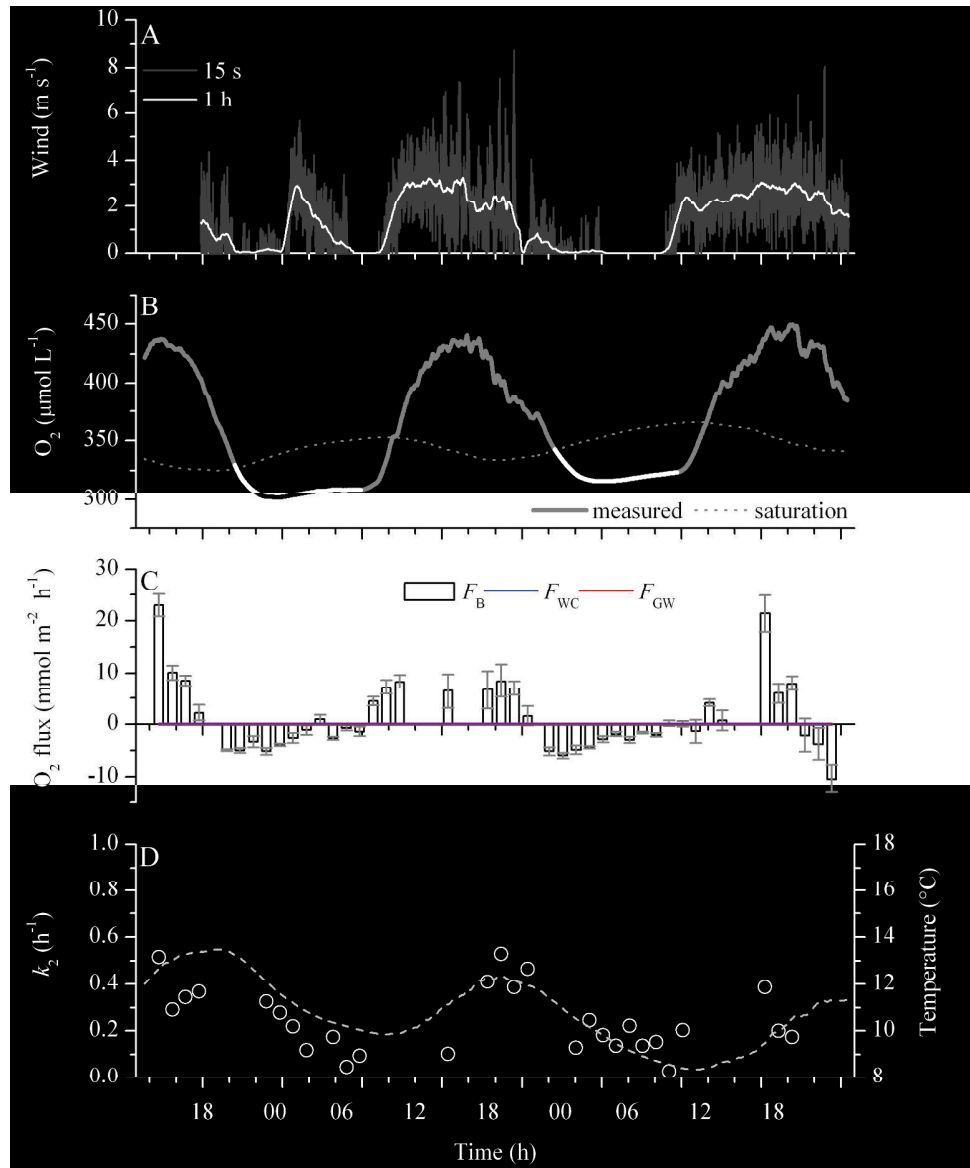 A
15 s
1 h
Wind (m s⁻¹)
10
8
6
4
2
0
B
O₂ (µmol L⁻¹)
450
400
350
300
measured
saturation
C
F_B
F_WC
F_GW
O₂ flux (mmol m⁻² h⁻¹)
30
20
10
0
-10
D
k₂ (h⁻¹)
1.0
0.8
0.6
0.4
0.2
0.0
18
16
14
12
10
8
Temperature (°C)
18 00 06 12 18 00 06 12 18
Time (h)